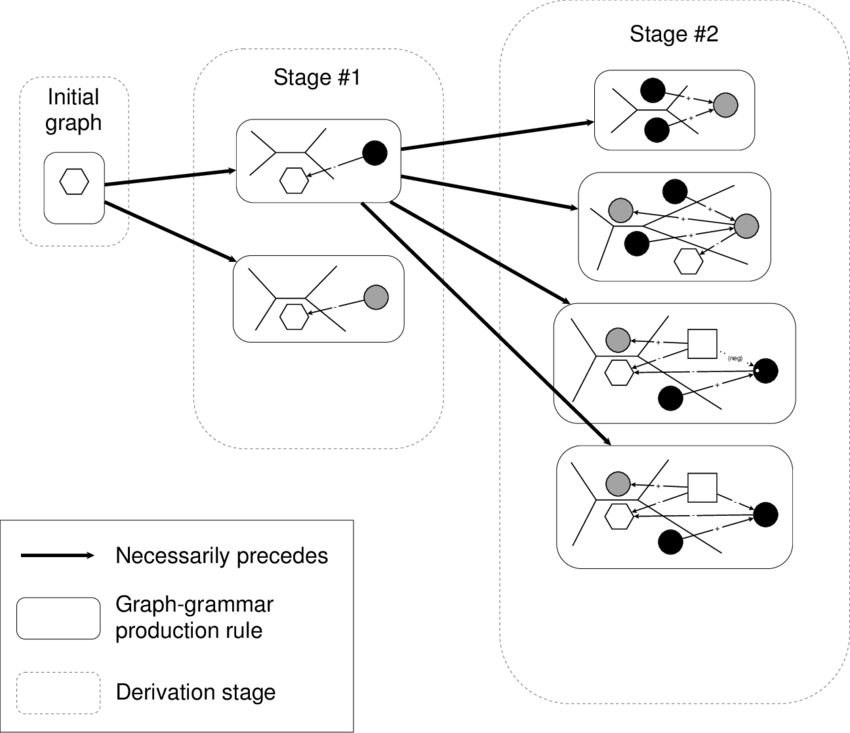 Initial
graph
Stage #1
Stage #2
+
+
+
+
+
(neg)
+
+
+
Necessarily precedes
Graph-grammar
production rule
Derivation stage